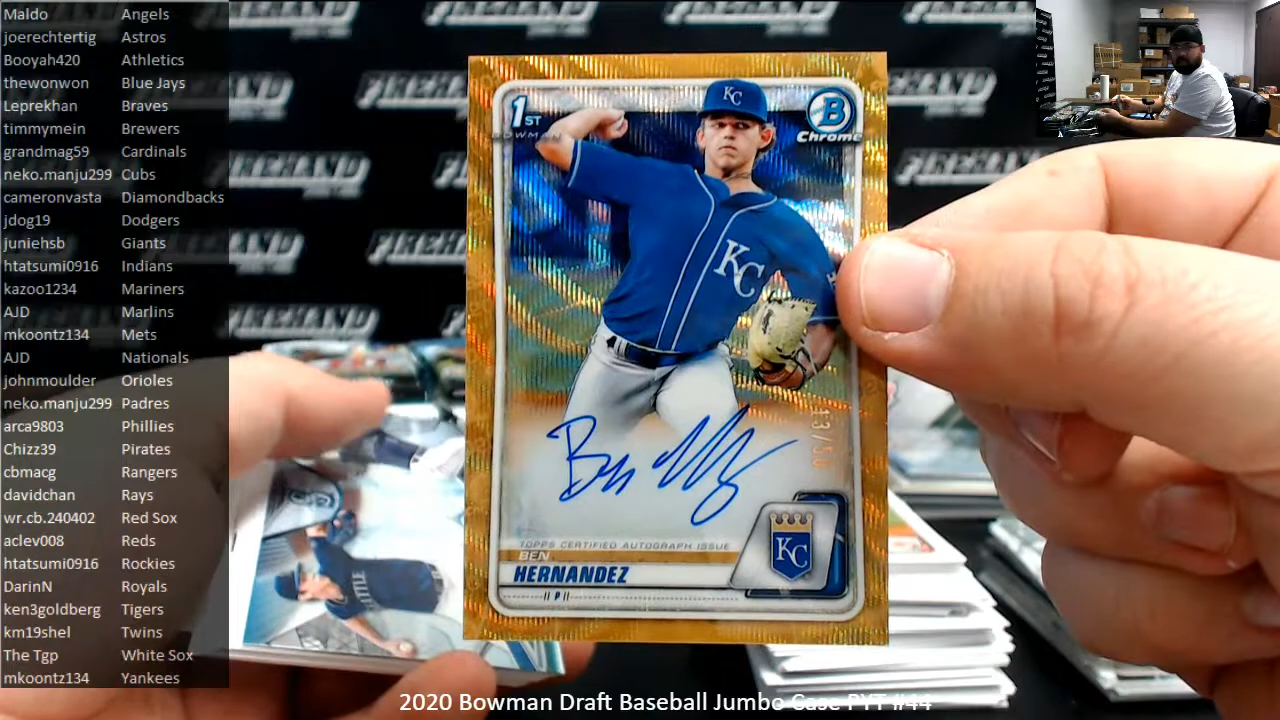 Maldo Angels
joerechtertig Astros
Booyah420 Athletics
thewonwon Blue Jays
Leprekhan Braves
timmymein Brewers
grandmag59 Cardinals
neko.manju299 Cubs
cameronvasta Diamondbacks
jdog19 Dodgers
juniehsb Giants
htatsumi0916 Indians
kazoo1234 Mariners
AJD Marlins
mkoontz134 Mets
AJD Nationals
johnmoulder Orioles
neko.manju299 Padres
arca9803 Phillies
Chizz39 Pirates
cbmacg Rangers
davidchan Rays
wr.cb.240402 Red Sox
aclev008 Reds
htatsumi0916 Rockies
DarinN Royals
ken3goldberg Tigers
km19shel Twins
The Tgp White Sox
mkoontz134 Yankees
FIREHAND
1ST
BOWMAN
B
Chrome
KC
KC
13/50
TOPPS CERTIFIED AUTOGRAPH ISSUE
BEN
HERNANDEZ
P
KC
2020 Bowman Draft Baseball Jumbo Case PYT #44